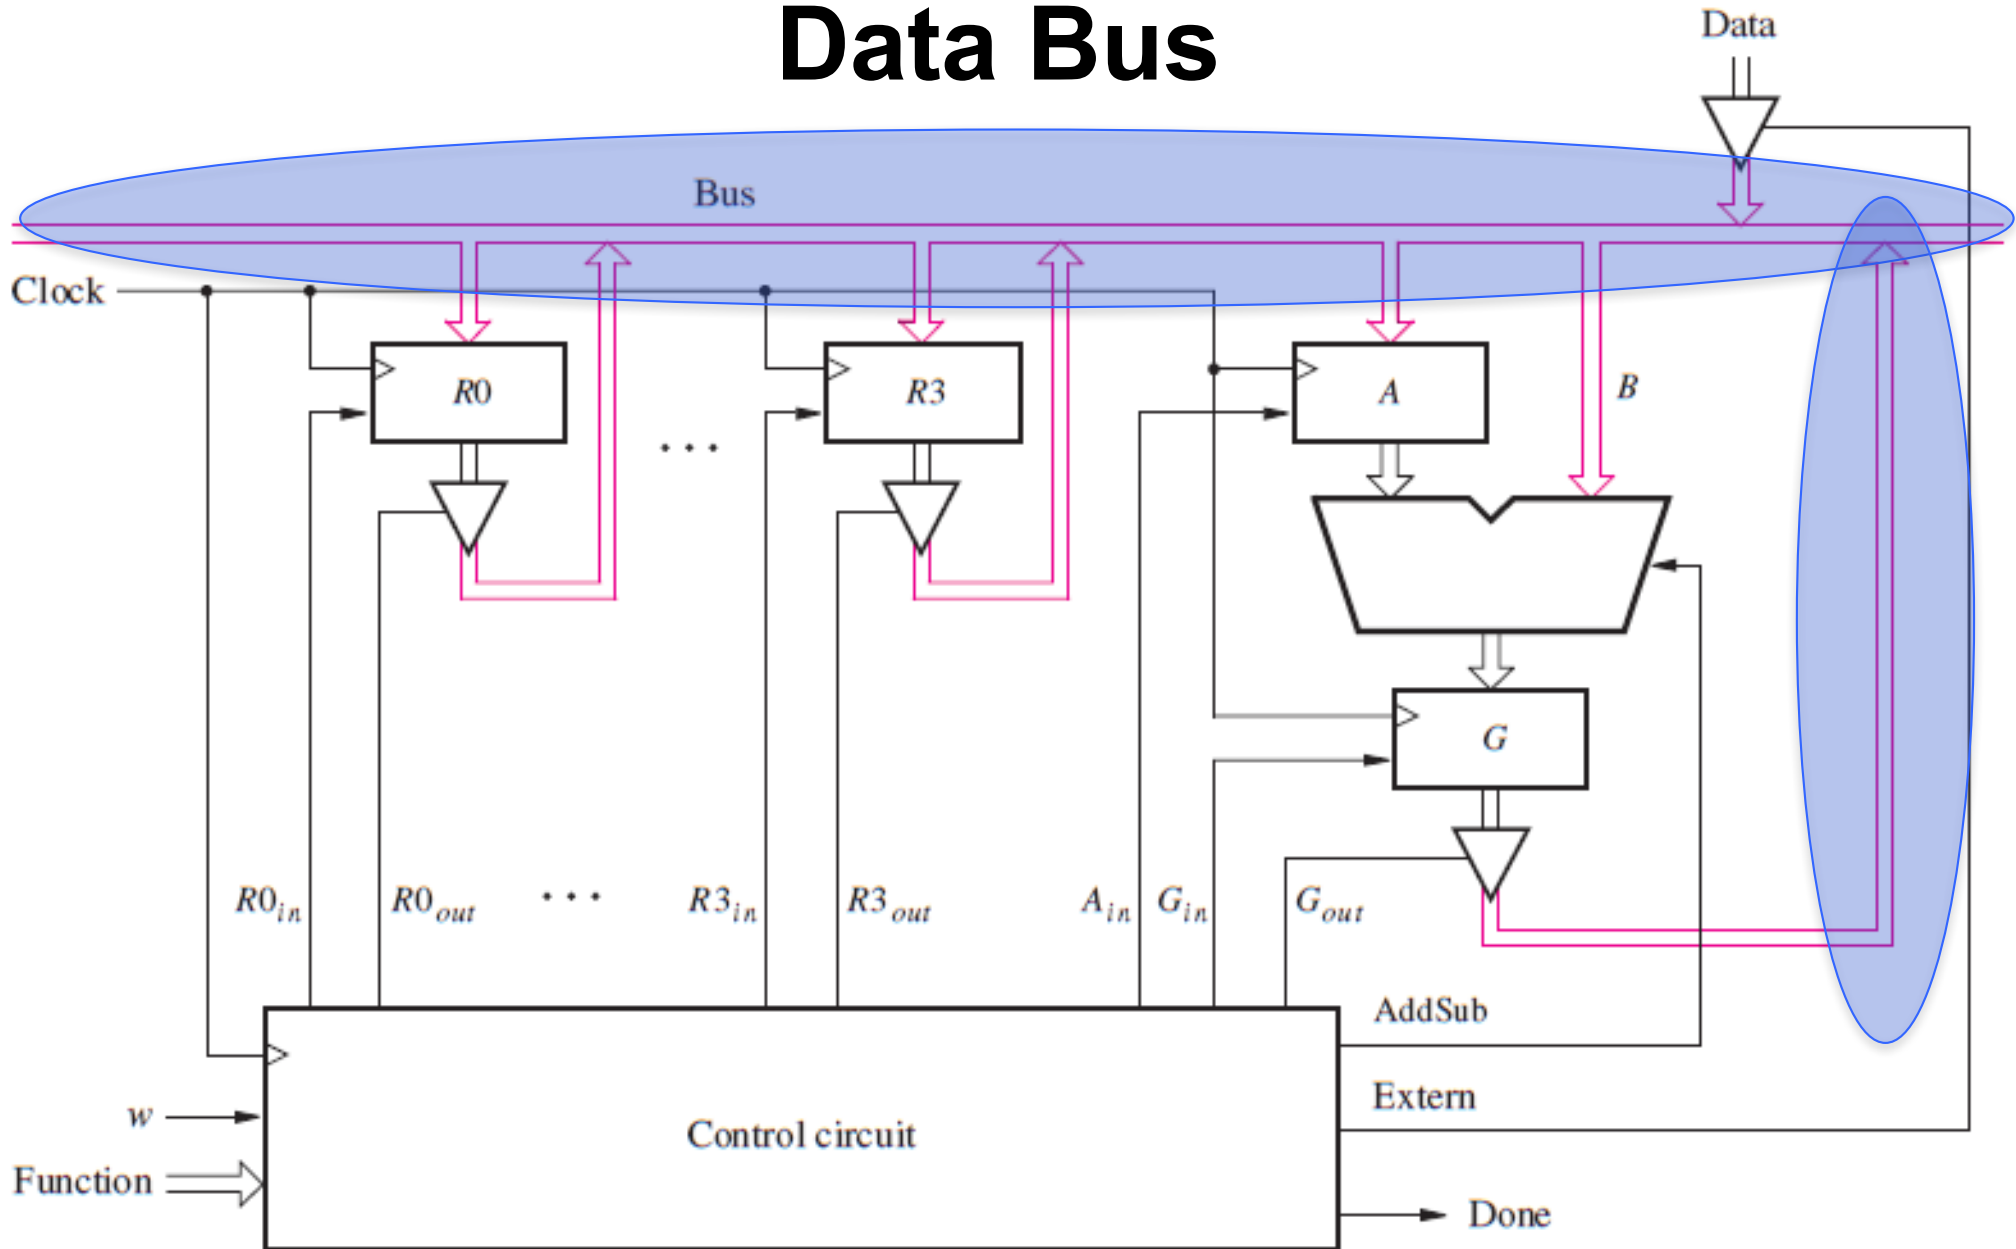 Data Bus
Data
Bus
Clock
R0
R3
A
B
G
R0in
R0out
R3in
R3out
Ain
Gin
Gout
AddSub
Extern
w
Control circuit
Function
Done